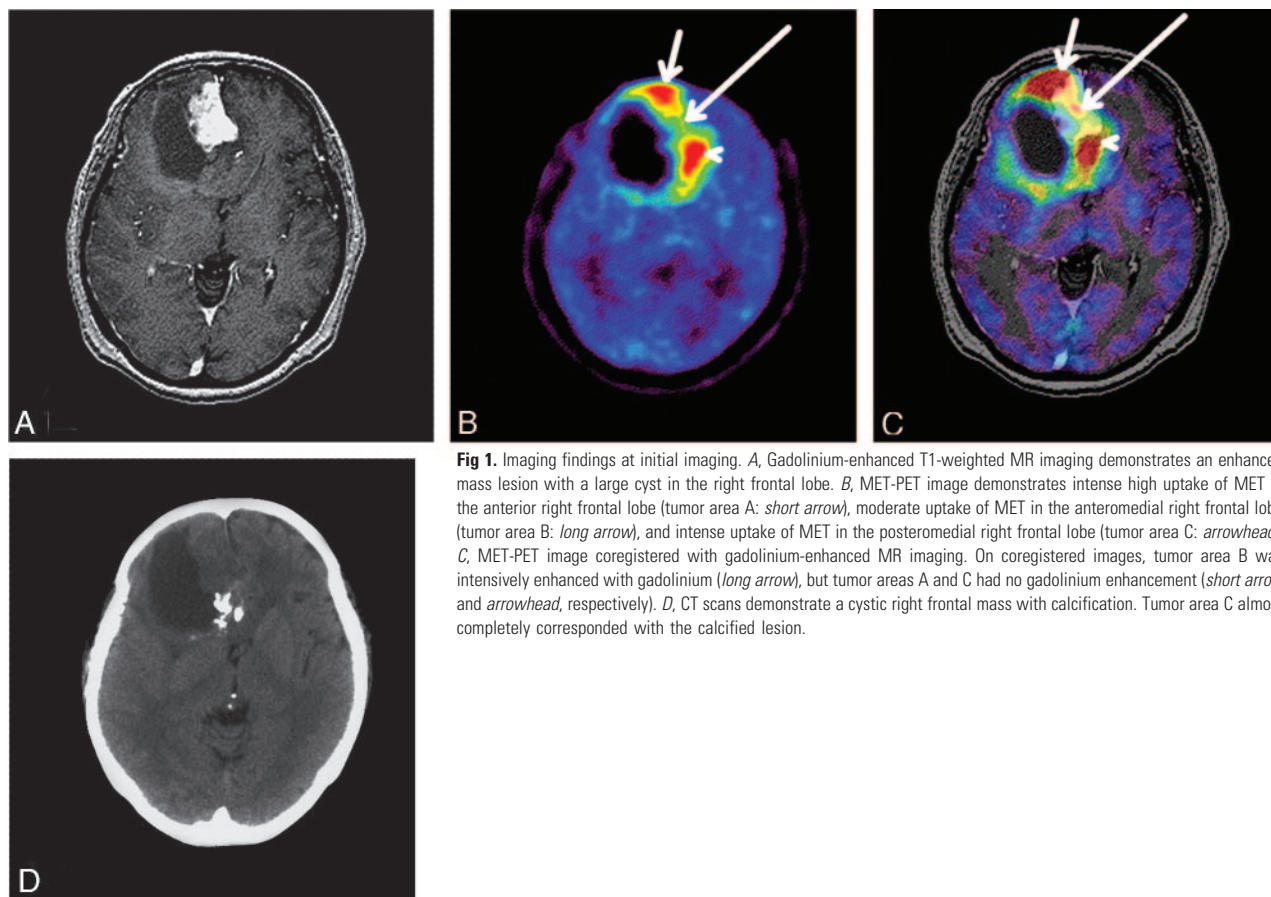 A
B
C
D
Fig 1. Imaging findings at initial imaging. A, Gadolinium-enhanced T1-weighted MR imaging demonstrates an enhance
mass lesion with a large cyst in the right frontal lobe. B, MET-PET image demonstrates intense high uptake of MET
the anterior right frontal lobe (tumor area A: short arrow), moderate uptake of MET in the anteromedial right frontal lob
(tumor area B: long arrow), and intense uptake of MET in the posteromedial right frontal lobe (tumor area C: arrowhead
C, MET-PET image coregistered with gadolinium-enhanced MR imaging. On coregistered images, tumor area B wa
intensively enhanced with gadolinium (long arrow), but tumor areas A and C had no gadolinium enhancement (short arro
and arrowhead, respectively). D, CT scans demonstrate a cystic right frontal mass with calcification. Tumor area C almo
completely corresponded with the calcified lesion.